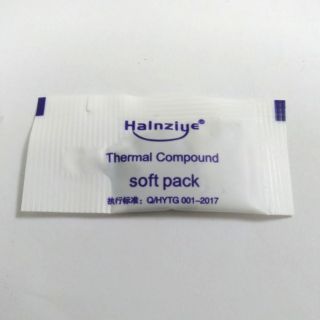 Halnziye®
Thermal Compound
soft pack
执行标准：Q/HYTG 001-2017